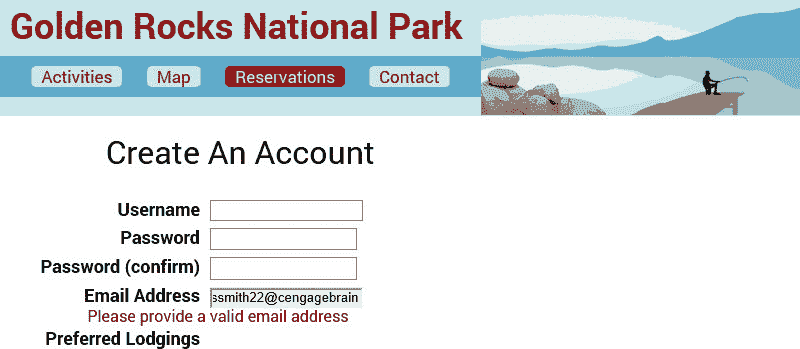 Golden Rocks National Park
Activities Map Reservations Contact
Create An Account
Username
Password
Password (confirm)
Email Address ssmith22@cengagebrain
Please provide a valid email address
Preferred Lodgings